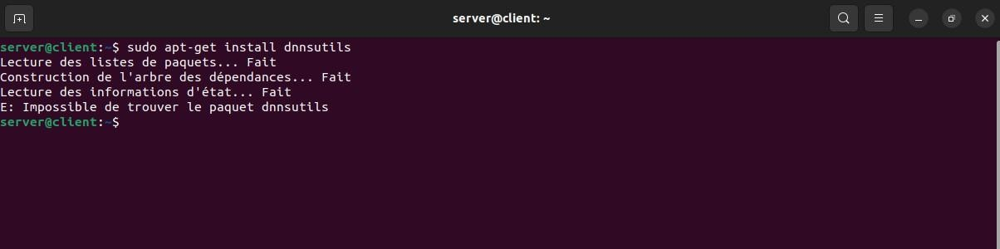 server@client: ~
server@client:~$ sudo apt-get install dnnsutils
Lecture des listes de paquets... Fait
Construction de l'arbre des dépendances... Fait
Lecture des informations d'état... Fait
E: Impossible de trouver le paquet dnnsutils
server@client:~$